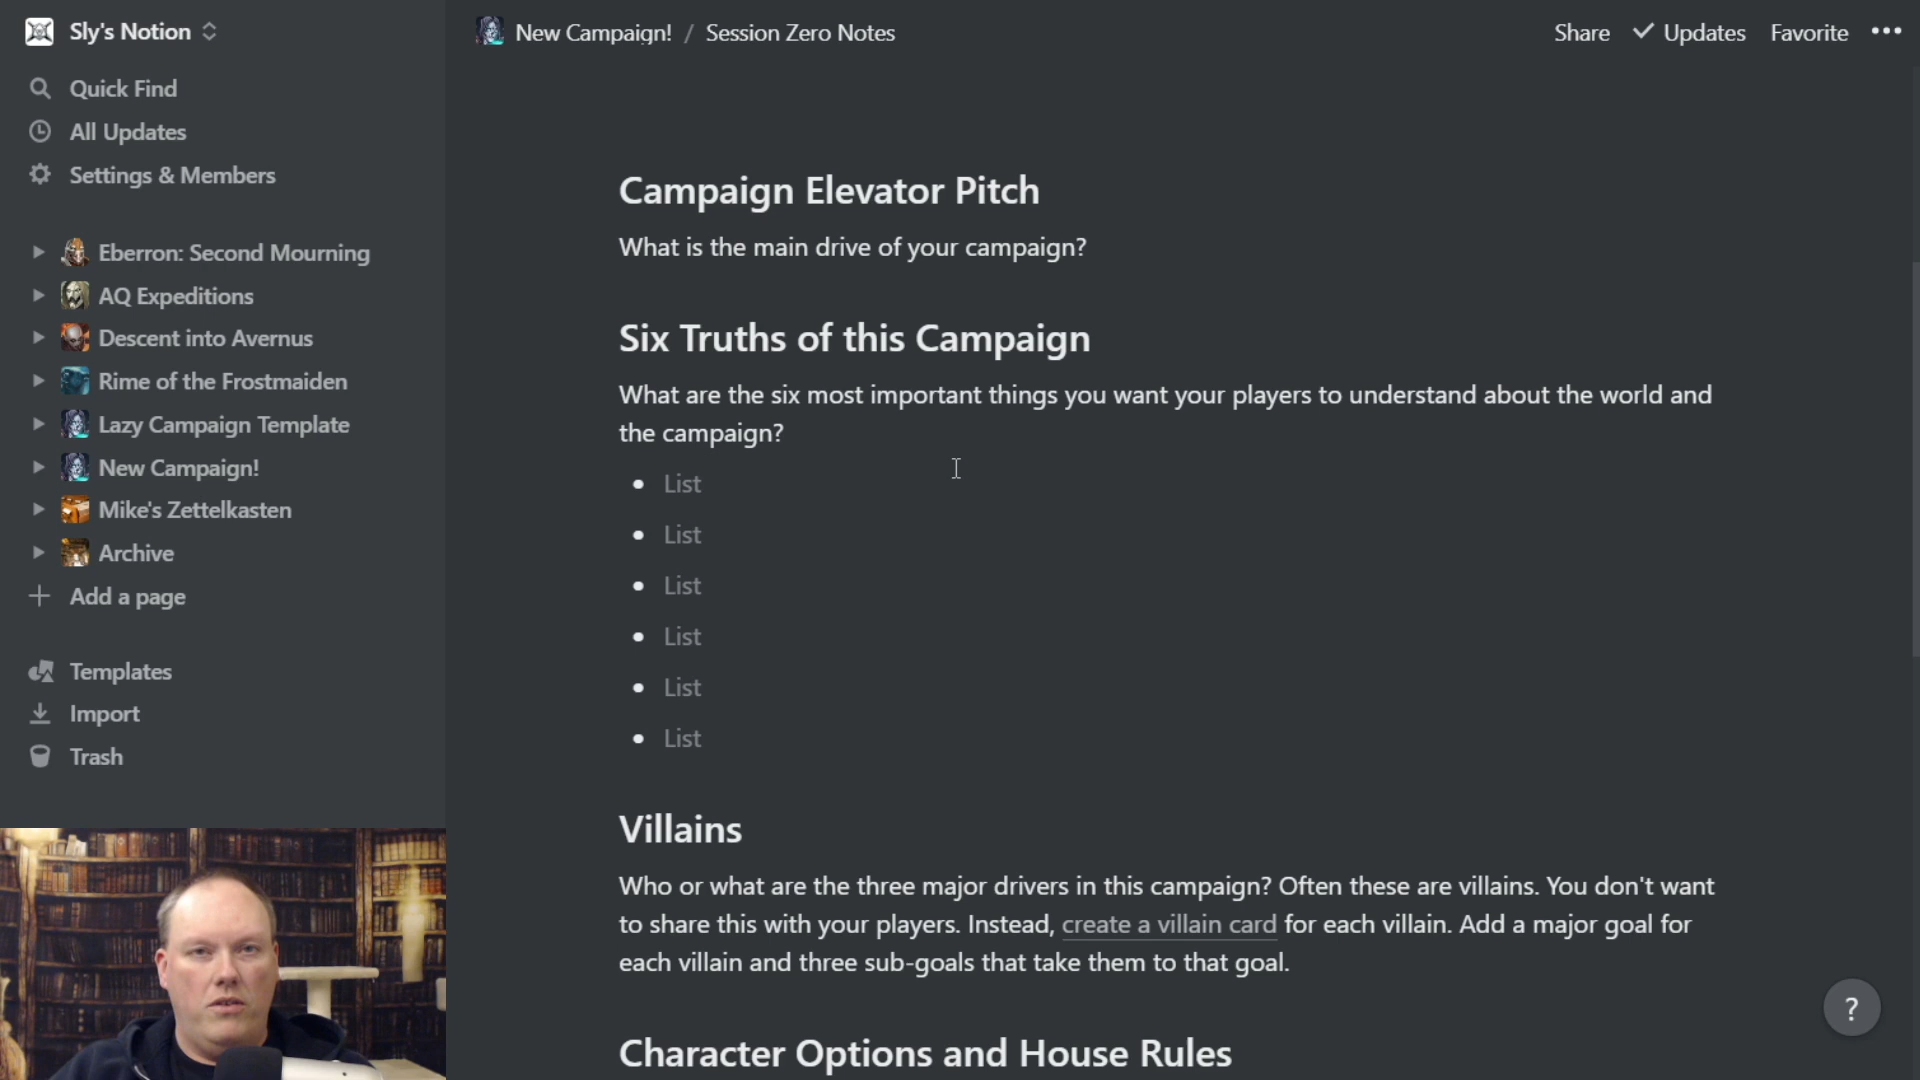 Sly's Notion
Quick Find
All Updates
Settings & Members
Eberron: Second Mourning
AQ Expeditions
Descent into Avernus
Rime of the Frostmaiden
Lazy Campaign Template
New Campaign!
Mike's Zettelkasten
Archive
Add a page
Templates
Import
Trash
New Campaign! / Session Zero Notes
Share Updates Favorite
Campaign Elevator Pitch
What is the main drive of your campaign?
Six Truths of this Campaign
What are the six most important things you want your players to understand about the world and
the campaign?
List
List
List
List
List
List
Villains
Who or what are the three major drivers in this campaign? Often these are villains. You don't want
to share this with your players. Instead, create a villain card for each villain. Add a major goal for
each villain and three sub-goals that take them to that goal.
Character Options and House Rules
?